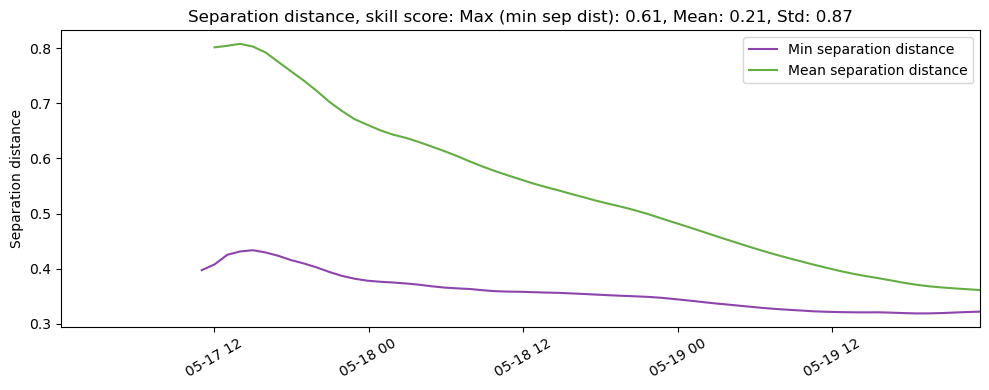 Separation distance, skill score: Max (min sep dist): 0.61, Mean: 0.21, Std: 0.87
Min separation distance
Mean separation distance
Separation distance
0.8
0.7
0.6
0.5
0.4
0.3
05-17 12
05-18 00
05-18 12
05-19 00
05-19 12